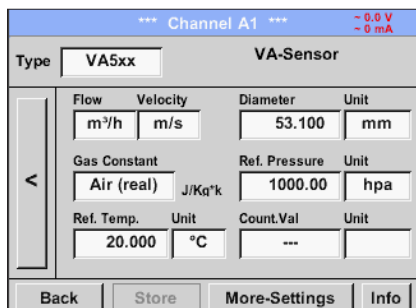 *** Channel A1 *** ~ 0.0 V
~ 0 mA
Type VA5xx VA-Sensor
Flow Velocity Diameter Unit
m³/h m/s 53.100 mm
Gas Constant Ref. Pressure Unit
< Air (real) J/Kg*k 1000.00 hpa
Ref. Temp. Unit Count.Val Unit
20.000 °C ---
Back Store More-Settings Info